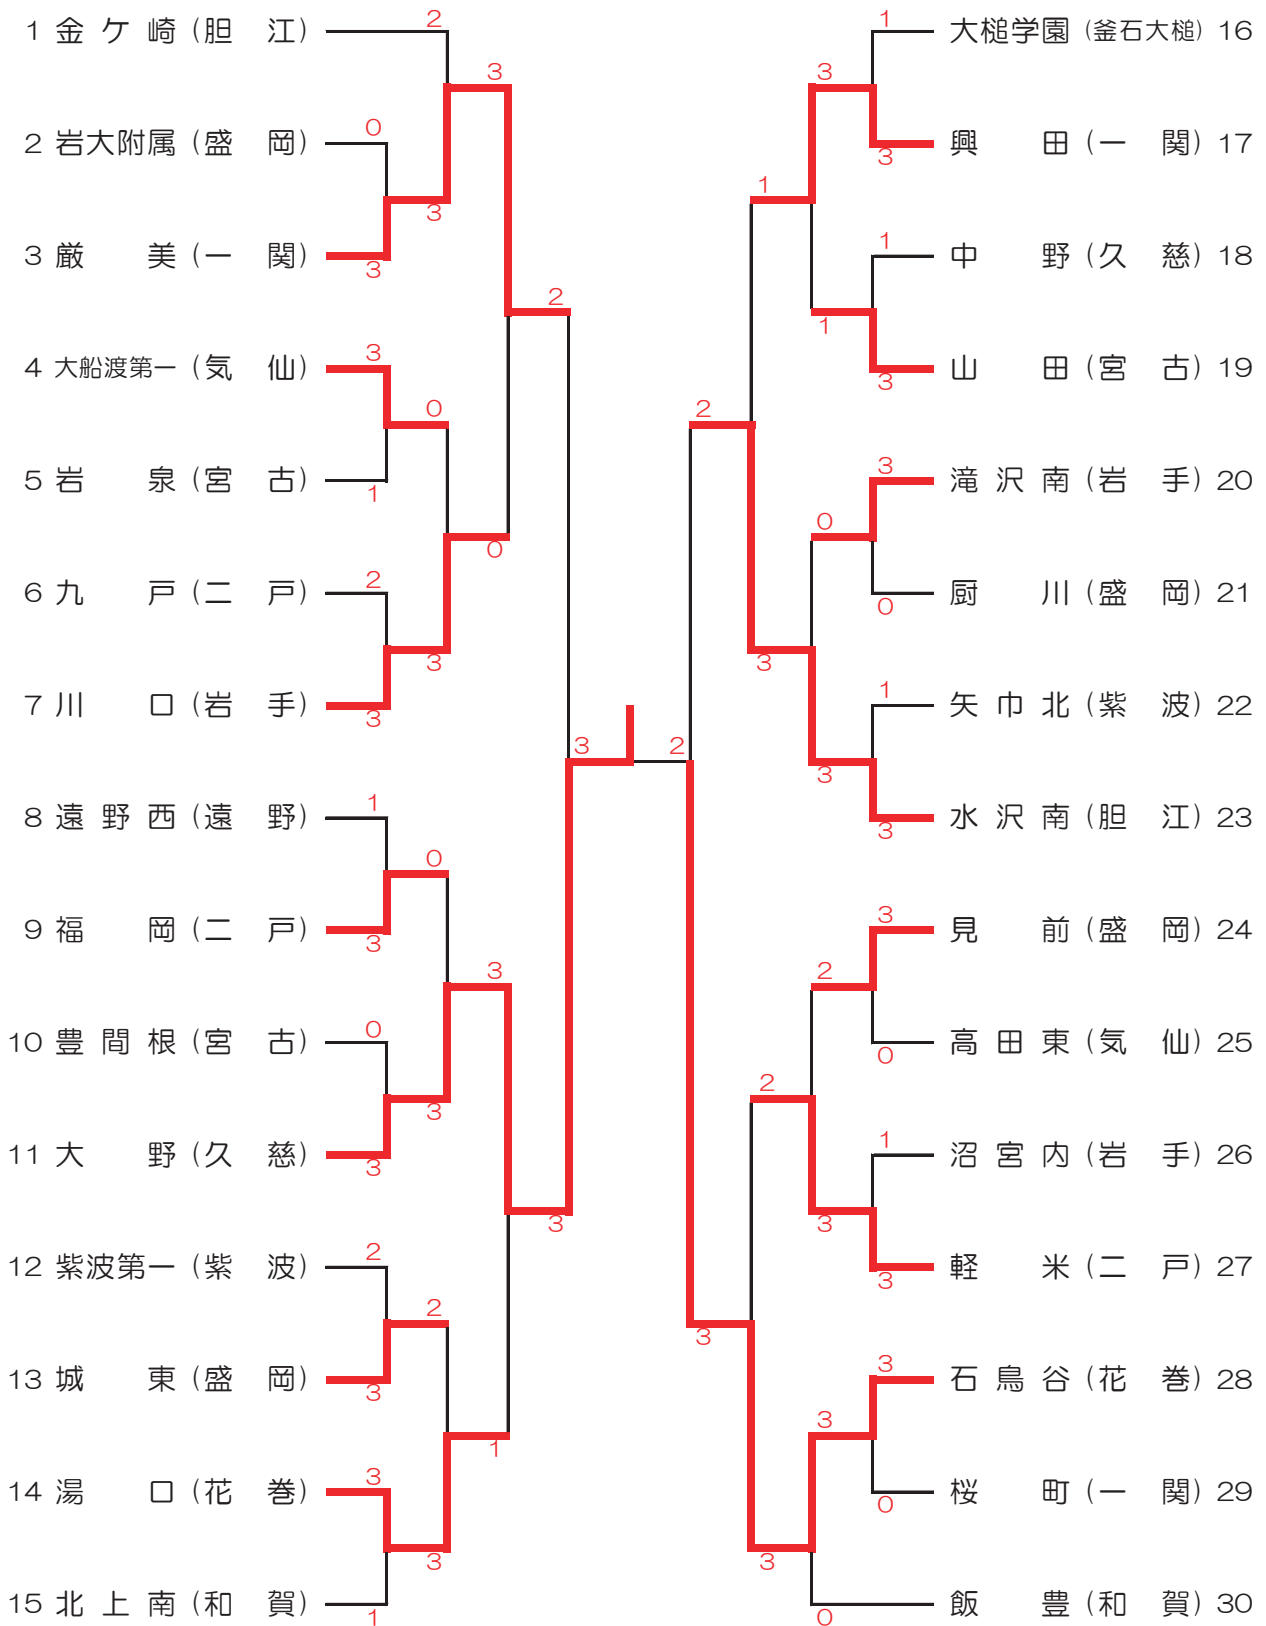 2
1 金ケ崎（胆 江）
3
0
2 岩大附属（盛 岡）
3
3 厳 美（一 関）
3
2
3
4 大船渡第一（気 仙）
0
5 岩 泉（宮 古）
1
0
2
6 九 戸（二 戸）
3
7 川 口（岩 手）
3
3
1
8 遠野西（遠 野）
0
9 福 岡（二 戸）
3
3
0
10 豊間根（宮 古）
3
11 大 野（久 慈）
3
3
2
12 紫波第一（紫 波）
2
13 城 東（盛 岡）
3
1
3
14 湯 口（花 巻）
3
15 北上南（和 賀）
1
1
大槌学園（釜石大槌）16
3
興 田（一 関）17
3
1
1
中 野（久 慈）18
1
山 田（宮 古）19
3
2
3
滝沢南（岩 手）20
0
厨 川（盛 岡）21
0
3
1
矢巾北（紫 波）22
2
3
水沢南（胆 江）23
3
3
見 前（盛 岡）24
2
高田東（気 仙）25
0
2
1
沼宮内（岩 手）26
3
軽 米（二 戸）27
3
3
3
石鳥谷（花 巻）28
3
桜 町（一 関）29
0
3
飯 豊（和 賀）30
0